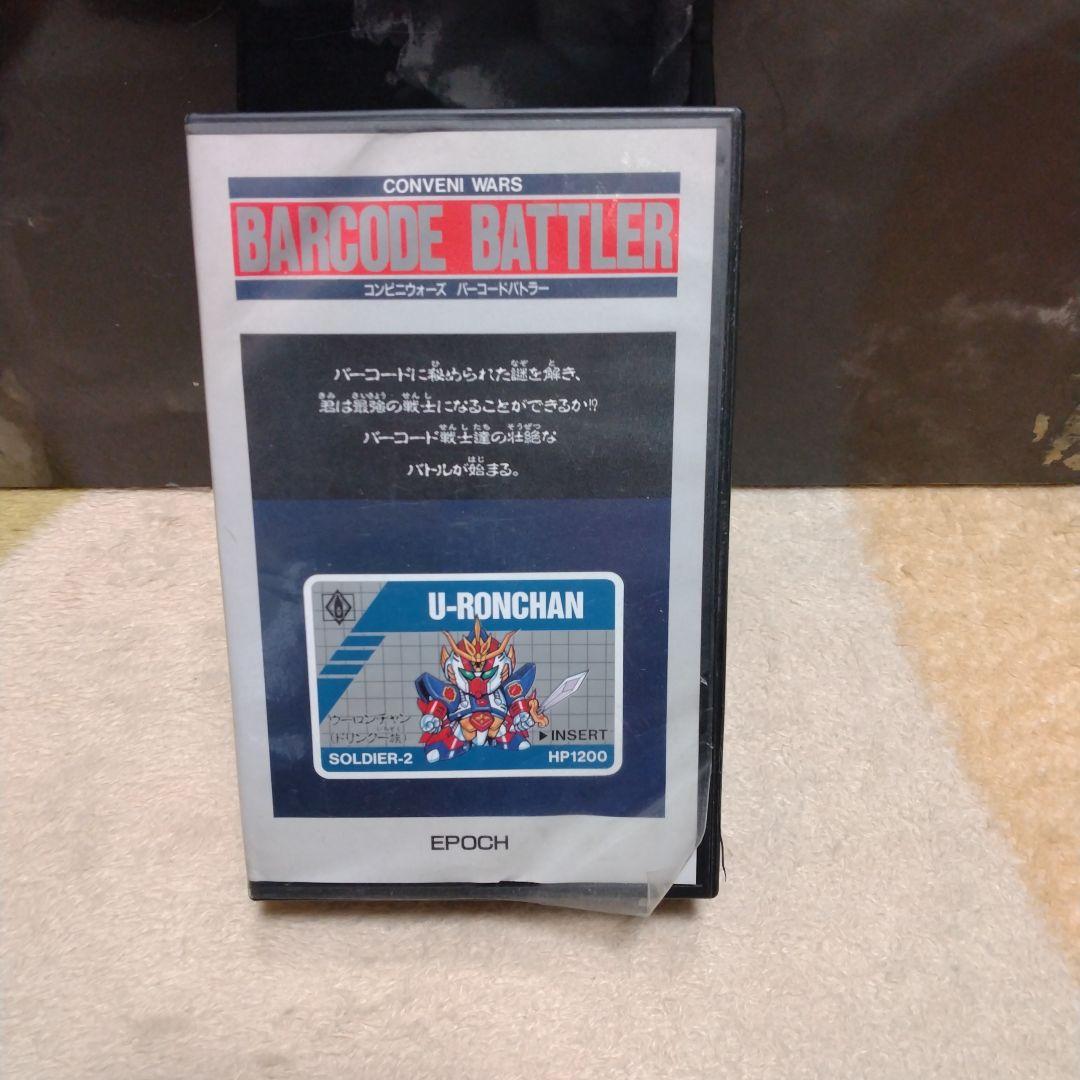 CONVENI WARS
BARCODE BATTLER
コンビニウォーズ バーコードバトラー
バーコードに秘められた謎を解き、
君は最強の戦士になることができるか!?
バーコード戦士達の壮絶な
バトルが始まる。
U-RONCHAN
ウーロンチャン
(ドリンク一族)
▶INSERT
SOLDIER-2 HP1200
EPOCH